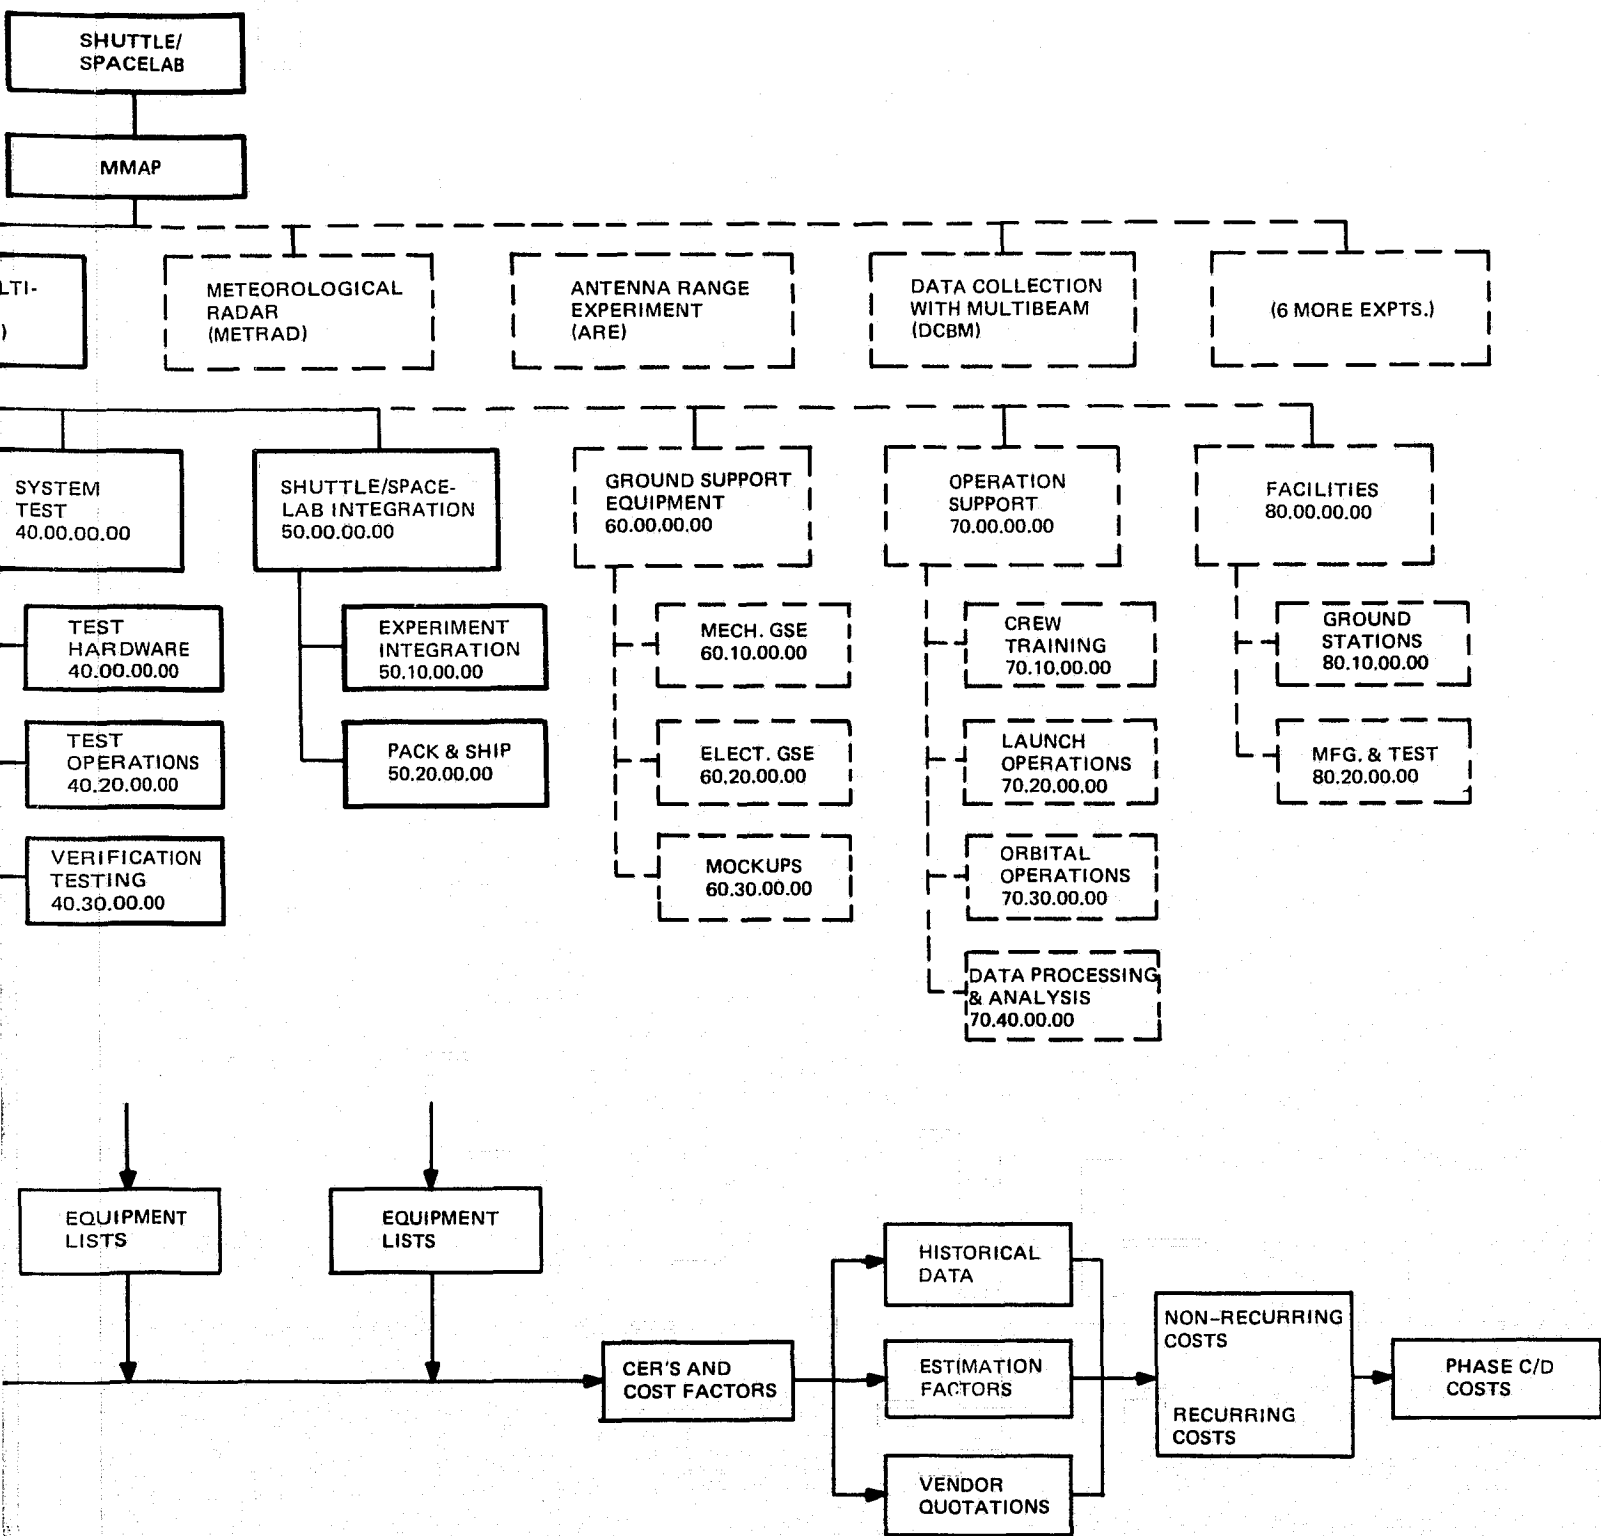 SHUTTLE/
SPACELAB
MMAP
LTI-
)
METEOROLOGICAL
RADAR
(METRAD)
ANTENNA RANGE
EXPERIMENT
(ARE)
DATA COLLECTION
WITH MULTIBEAM
(DCBM)
(6 MORE EXPTS.)
SYSTEM
TEST
40.00.00.00
SHUTTLE/SPACE-
LAB INTEGRATION
50.00.00.00
GROUND SUPPORT
EQUIPMENT
60.00.00.00
OPERATION
SUPPORT
70.00.00.00
FACILITIES
80.00.00.00
TEST
HARDWARE
40.00.00.00
EXPERIMENT
INTEGRATION
50.10.00.00
MECH. GSE
60.10.00.00
CREW
TRAINING
70.10.00.00
GROUND
STATIONS
80.10.00.00
TEST
OPERATIONS
40.20.00.00
PACK & SHIP
50.20.00.00
ELECT. GSE
60.20.00.00
LAUNCH
OPERATIONS
70.20.00.00
MFG. & TEST
80.20.00.00
VERIFICATION
TESTING
40.30.00.00
MOCKUPS
60.30.00.00
ORBITAL
OPERATIONS
70.30.00.00
DATA PROCESSING
& ANALYSIS
70.40.00.00
EQUIPMENT
LISTS
EQUIPMENT
LISTS
CER'S AND
COST FACTORS
HISTORICAL
DATA
ESTIMATION
FACTORS
VENDOR
QUOTATIONS
NON-RECURRING
COSTS
RECURRING
COSTS
PHASE C/D
COSTS